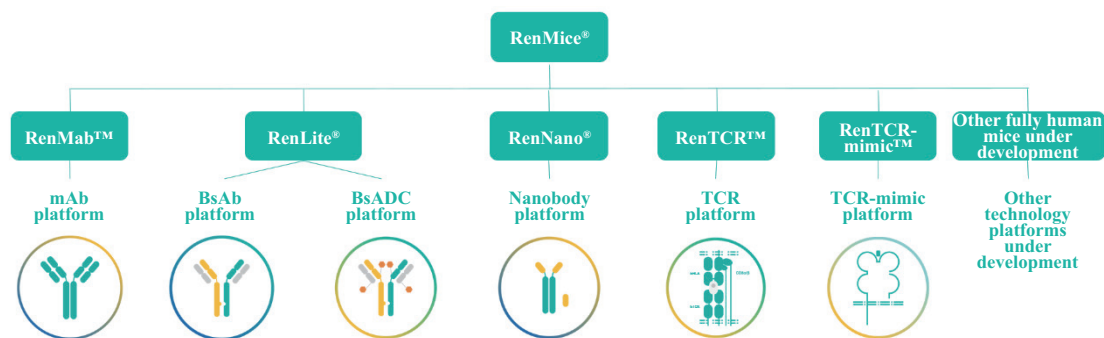 RenMice®
RenMab™
RenLite®
RenNano®
RenTCR™
RenTCR-
mimic™
Other fully human
mice under
development
mAb
platform
BsAb
platform
BsADC
platform
Nanobody
platform
TCR
platform
TCR-mimic
platform
Other
technology
platforms
under
development